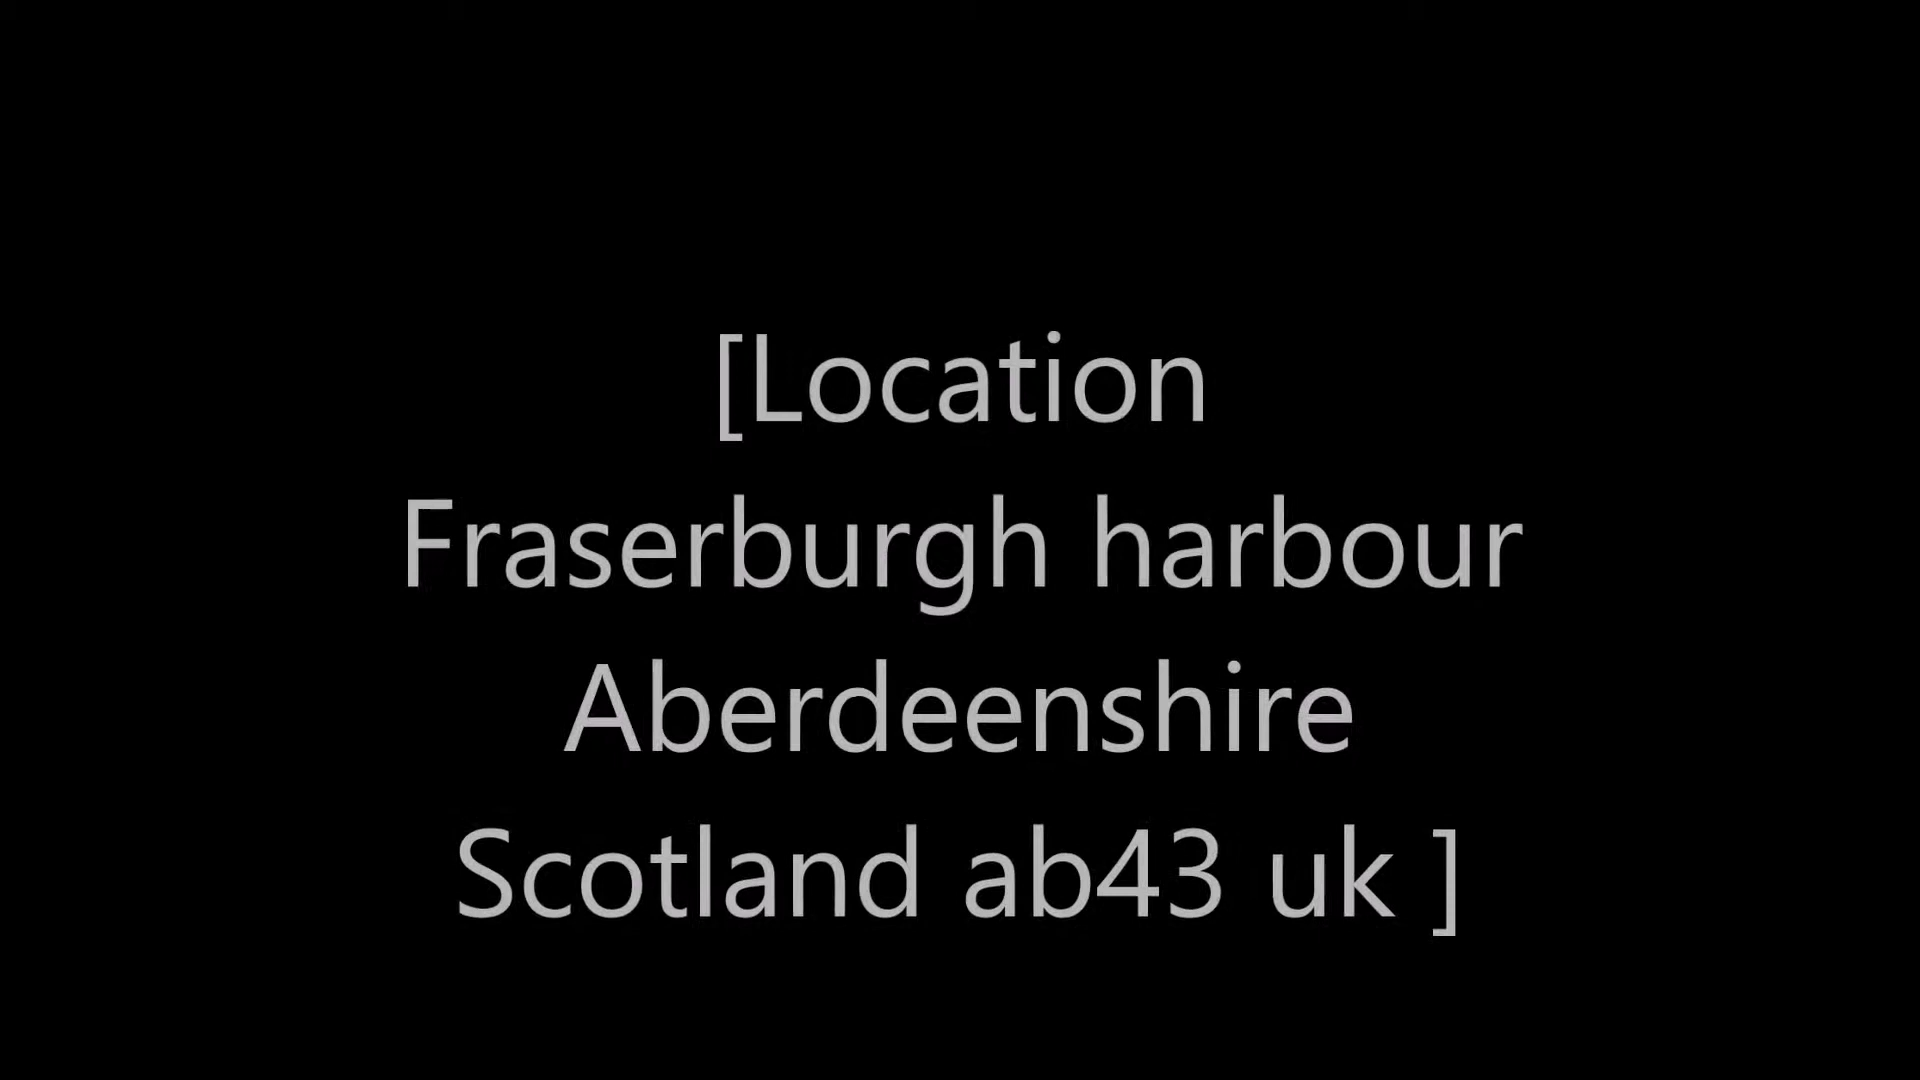 [Location
Fraserburgh harbour
Aberdeenshire
Scotland ab43 uk ]